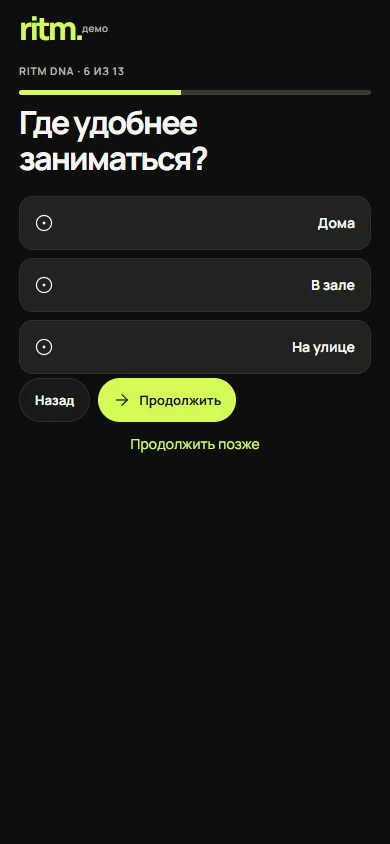 ritm. демо
RITM DNA · 6 ИЗ 13
Где удобнее
заниматься?
Дома
В зале
На улице
Назад
Продолжить
Продолжить позже